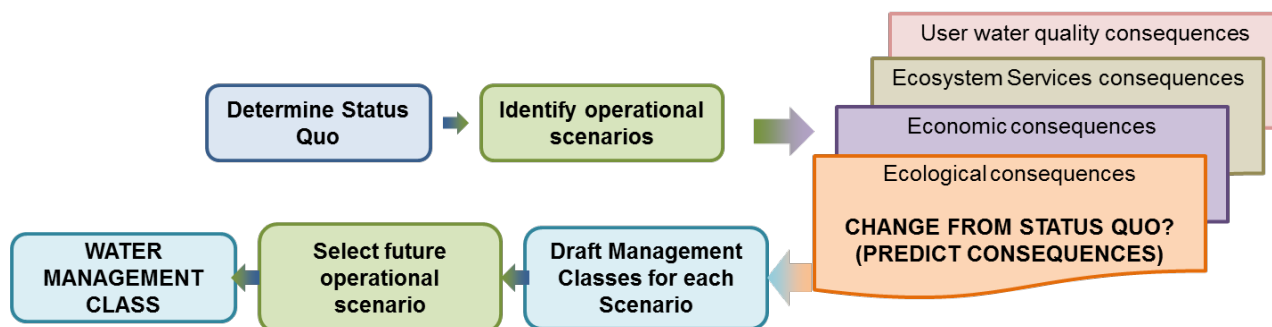 Determine Status
Quo
Identify operational
scenarios
User water quality consequences
Ecosystem Services consequences
Economic consequences
Ecological consequences
CHANGE FROM STATUS QUO?
(PREDICT CONSEQUENCES)
Draft Management
Classes for each
Scenario
Select future
operational
scenario
WATER
MANAGEMENT
CLASS